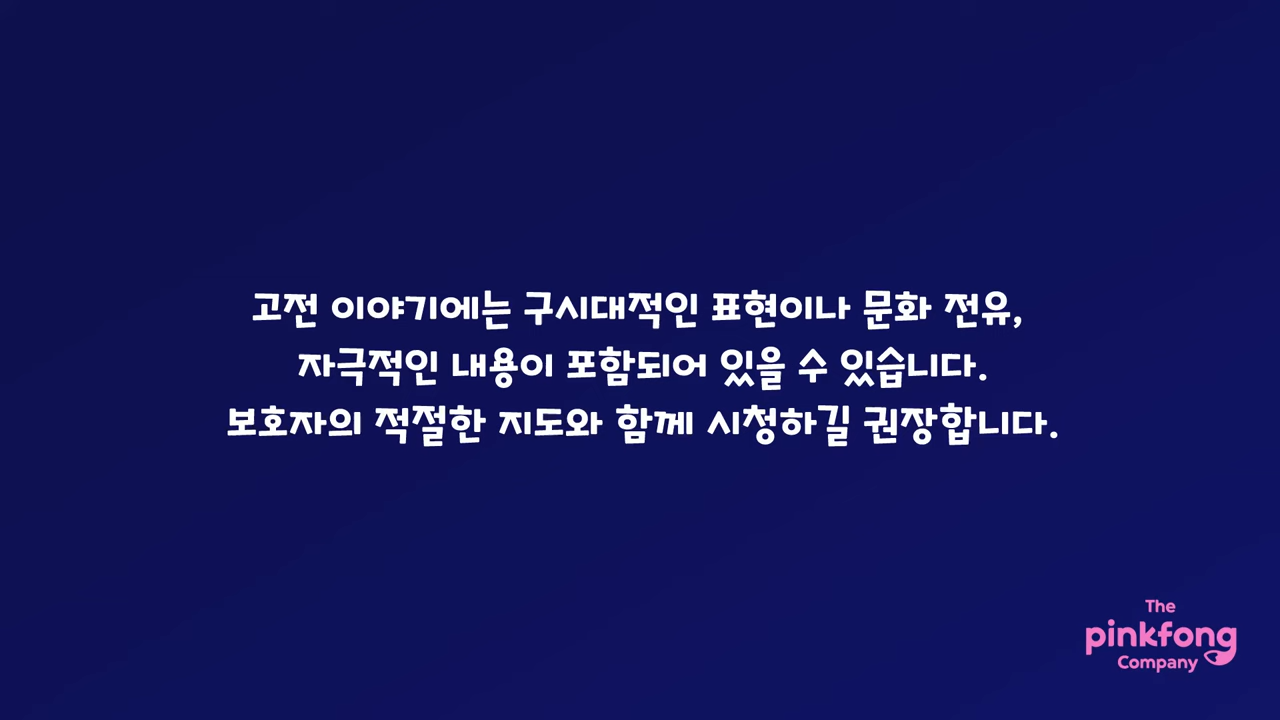 고전 이야기에는 구시대적인 표현이나 문화 전유,
자극적인 내용이 포함되어 있을 수 있습니다.
보호자의 적절한 지도와 함께 시청하길 권장합니다.
The
pinkfong
Company